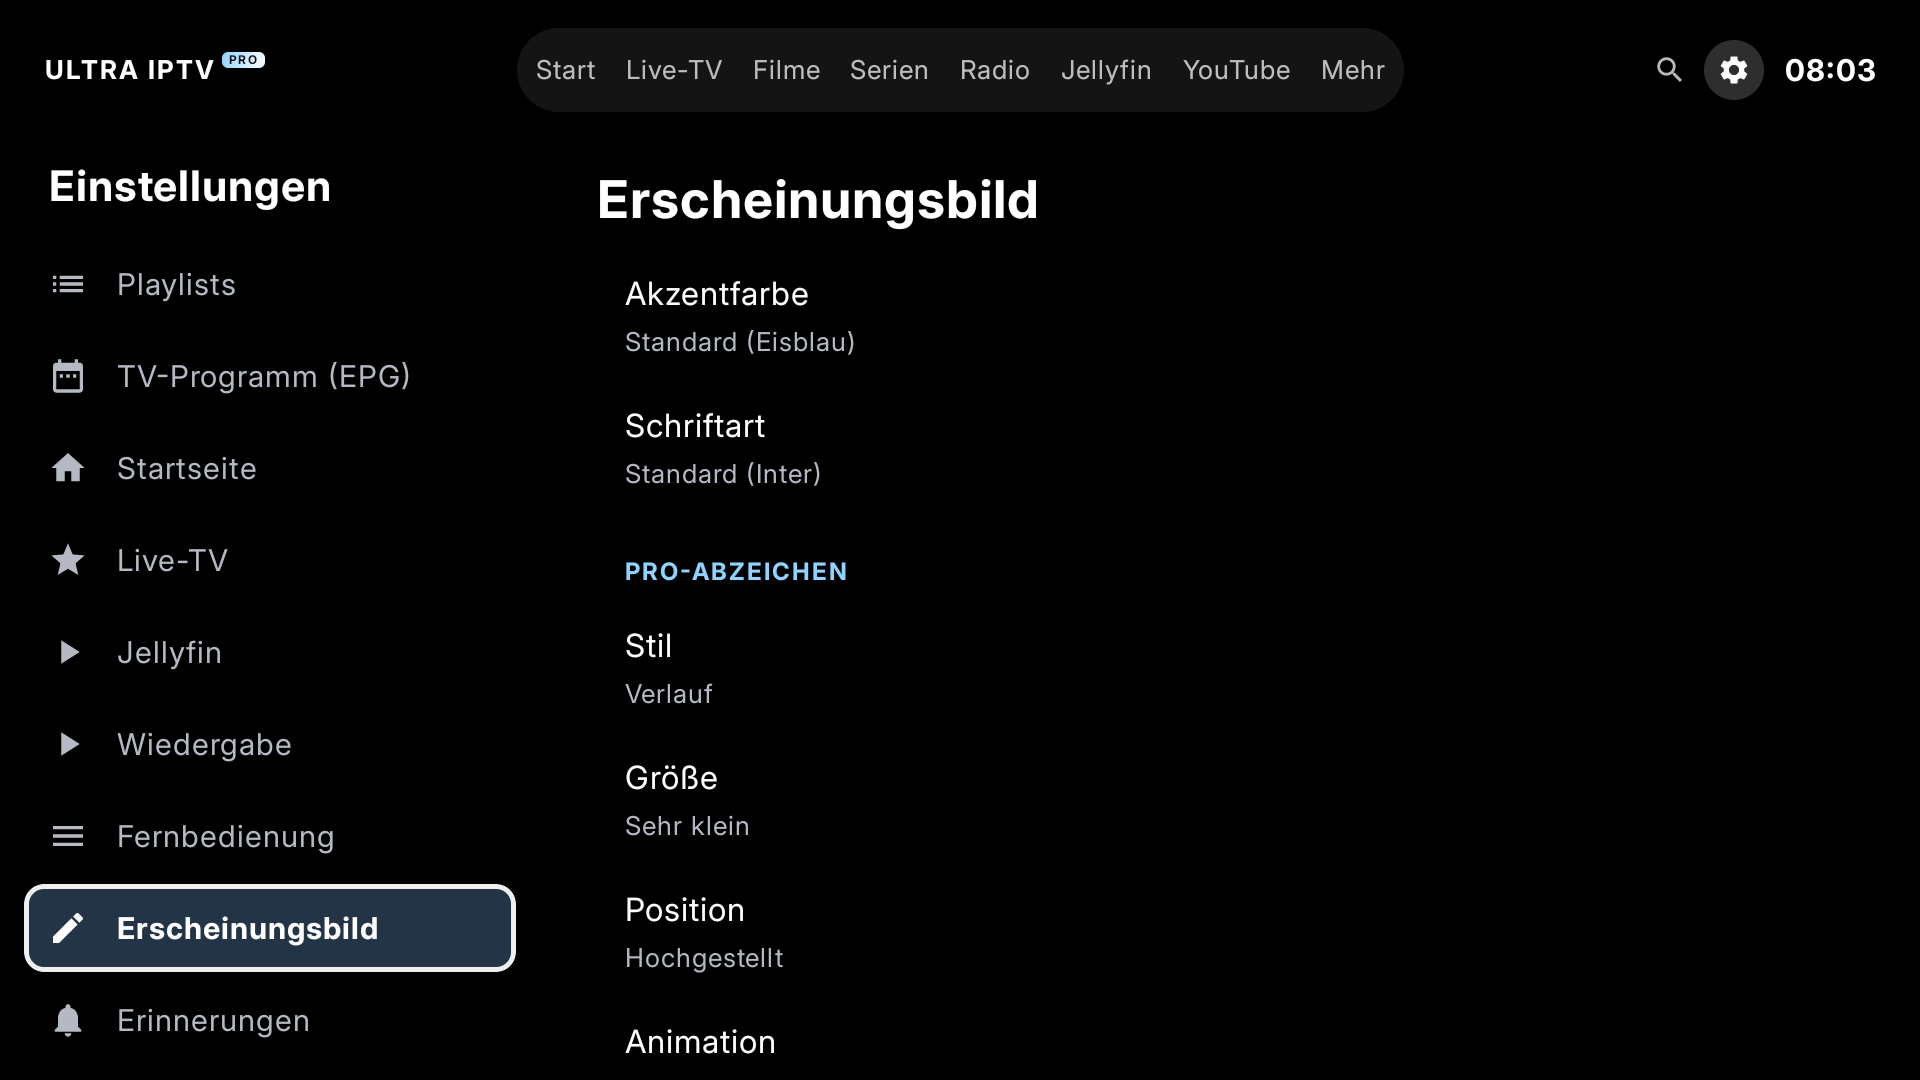 ULTRA IPTV PRO
Start Live-TV Filme Serien Radio Jellyfin YouTube Mehr
08:03
Einstellungen
Playlists
TV-Programm (EPG)
Startseite
Live-TV
Jellyfin
Wiedergabe
Fernbedienung
Erscheinungsbild
Erinnerungen
Erscheinungsbild
Akzentfarbe
Standard (Eisblau)
Schriftart
Standard (Inter)
PRO-ABZEICHEN
Stil
Verlauf
Größe
Sehr klein
Position
Hochgestellt
Animation